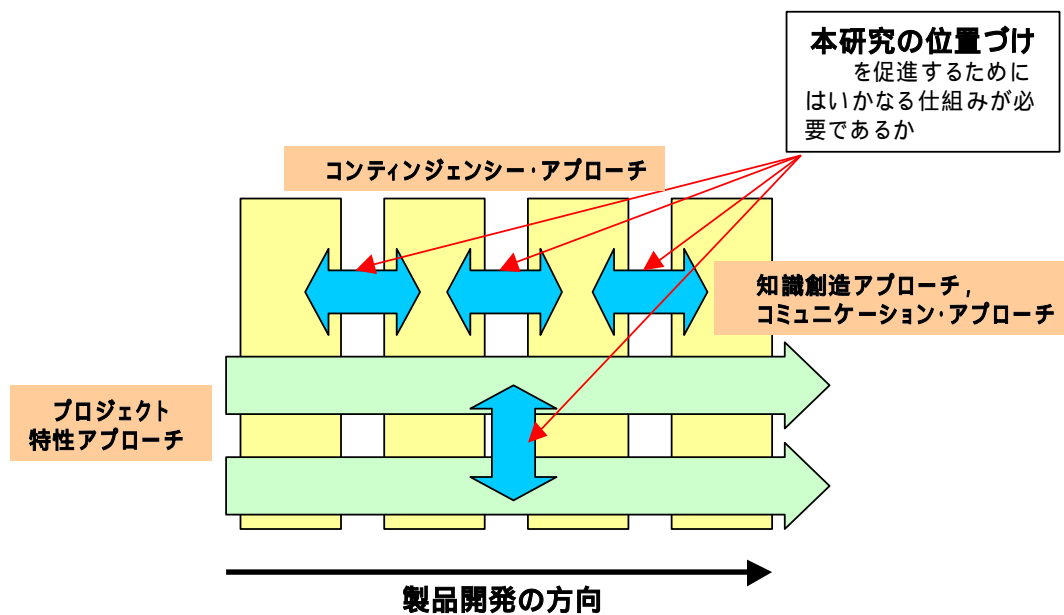 本研究の位置づけ
を促進するために
はいかなる仕組みが必
要であるか
コンティンジェンシー・アプローチ
知識創造アプローチ,
コミュニケーション・アプローチ
プロジェクト
特性アプローチ
製品開発の方向